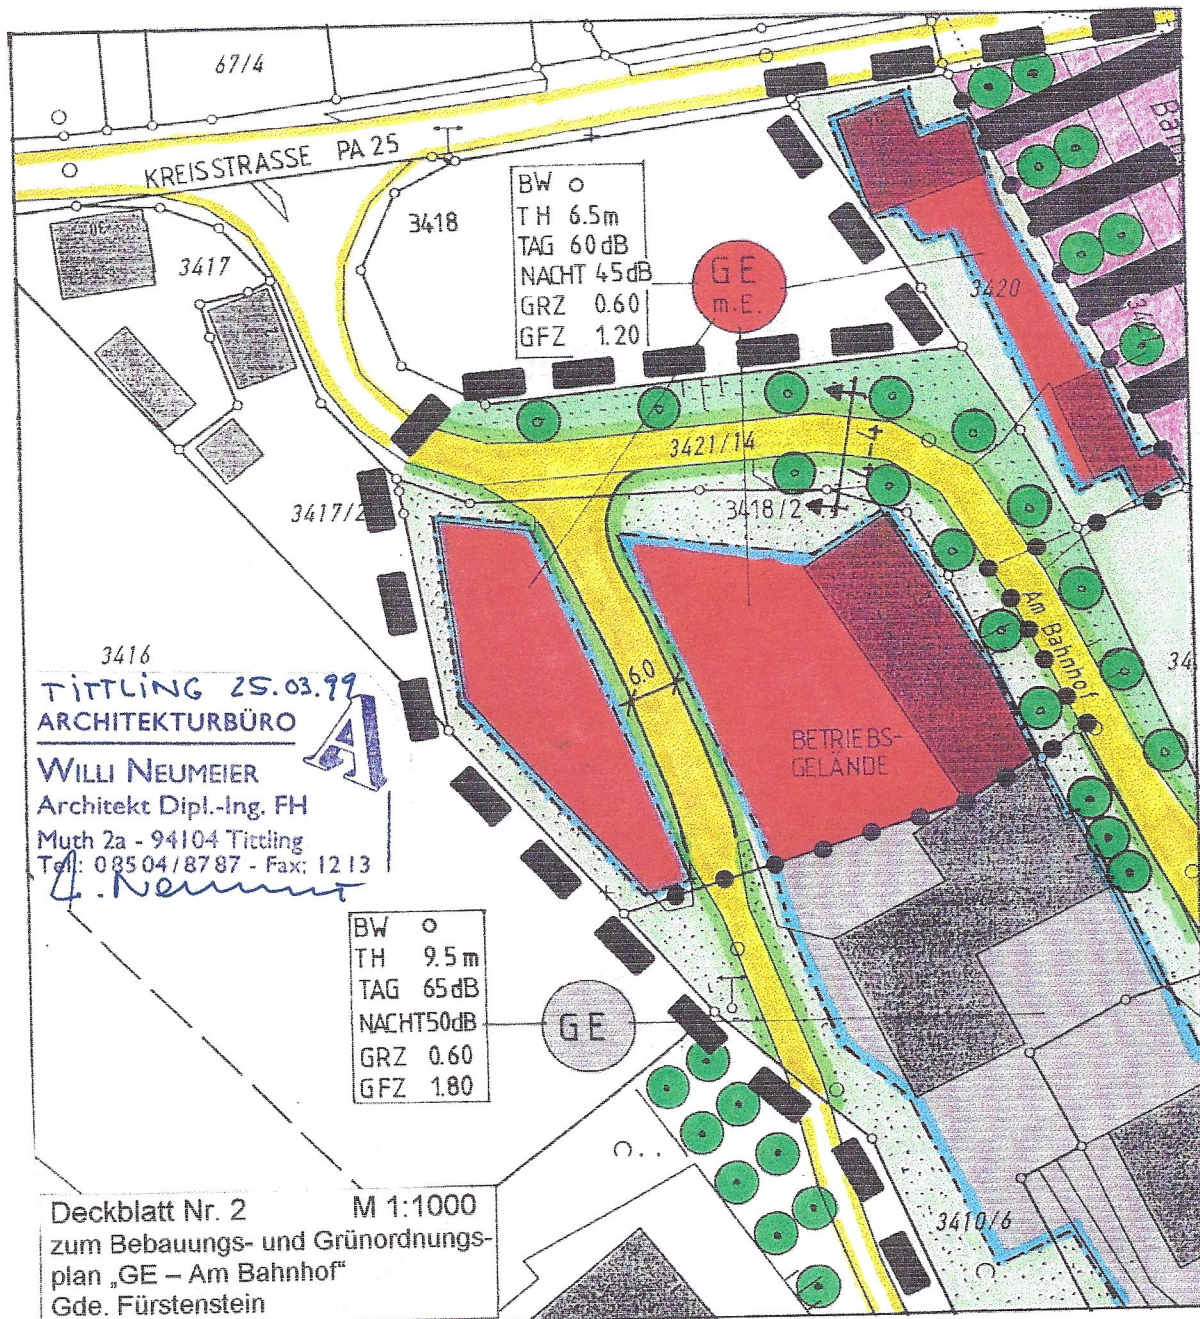 67/4
KREISSTRASSE PA 25
3418
3417
BW o
TH 6.5m
TAG 60dB
NACHT 45dB
GRZ 0.60
GFZ 1.20
GE
m.E.
3420
3421/14
3417/2
3418/2
Am Bahnhof
3416
6.0
BETRIEBS-
GELÄNDE
TITTLING 25.03.99
ARCHITEKTURBÜRO
A
WILLI NEUMEIER
Architekt Dipl.-Ing. FH
Muth 2a - 94104 Tittling
Tel.: 08504/8787 - Fax: 1213
BW o
TH 9.5m
TAG 65dB
NACHT50dB
GRZ 0.60
GFZ 1.80
GE
3410/6
Deckblatt Nr. 2 M 1:1000
zum Bebauungs- und Grünordnungs-
plan „GE – Am Bahnhof“
Gde. Fürstenstein